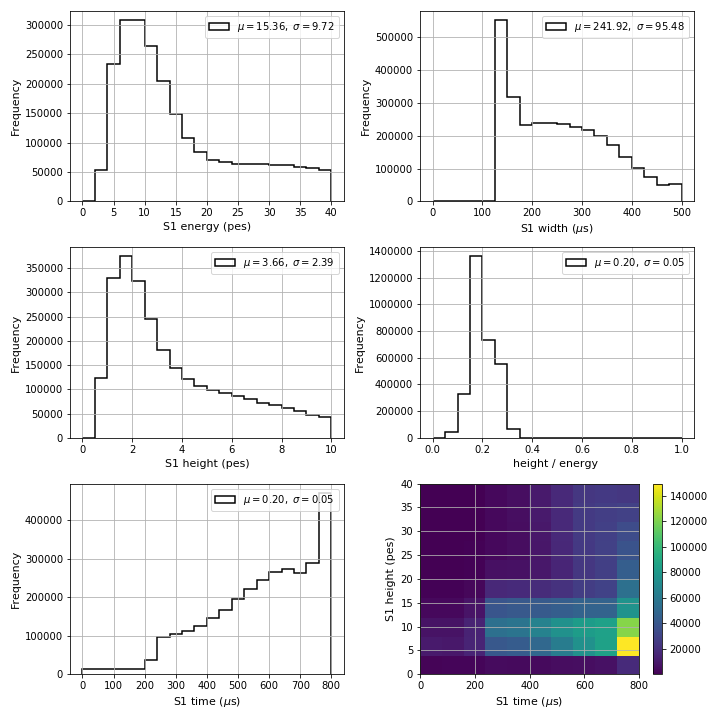 300000
250000
200000
150000
100000
50000
0
Frequency
μ = 15.36, σ = 9.72
0 5 10 15 20 25 30 35 40
S1 energy (pes)
500000
400000
300000
200000
100000
0
Frequency
μ = 241.92, σ = 95.48
0 100 200 300 400 500
S1 width (μs)
350000
300000
250000
200000
150000
100000
50000
0
Frequency
μ = 3.66, σ = 2.39
0 2 4 6 8 10
S1 height (pes)
1400000
1200000
1000000
800000
600000
400000
200000
0
Frequency
μ = 0.20, σ = 0.05
0.0 0.2 0.4 0.6 0.8 1.0
height / energy
400000
300000
200000
100000
0
Frequency
μ = 0.20, σ = 0.05
0 100 200 300 400 500 600 700 800
S1 time (μs)
40
35
30
25
20
15
10
5
0
S1 height (pes)
0 200 400 600 800
S1 time (μs)
140000
120000
100000
80000
60000
40000
20000